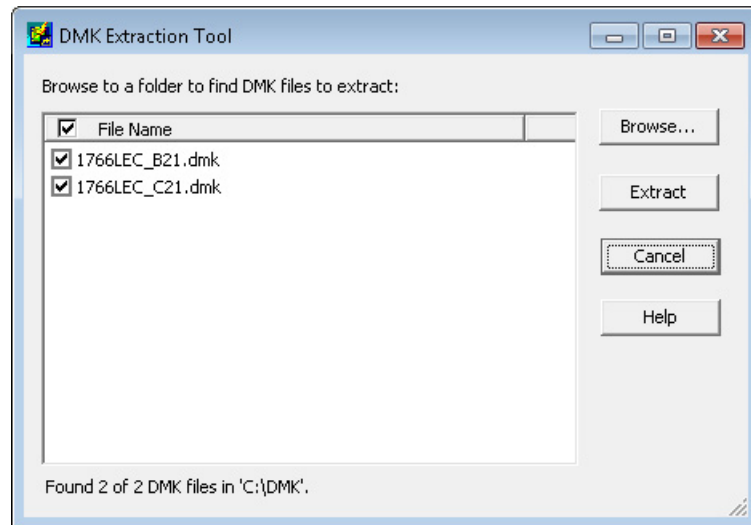 DMK Extraction Tool
Browse to a folder to find DMK files to extract:
File Name
Browse...
1766LEC_B21.dmk
1766LEC_C21.dmk
Extract
Cancel
Help
Found 2 of 2 DMK files in 'C:\DMK'.